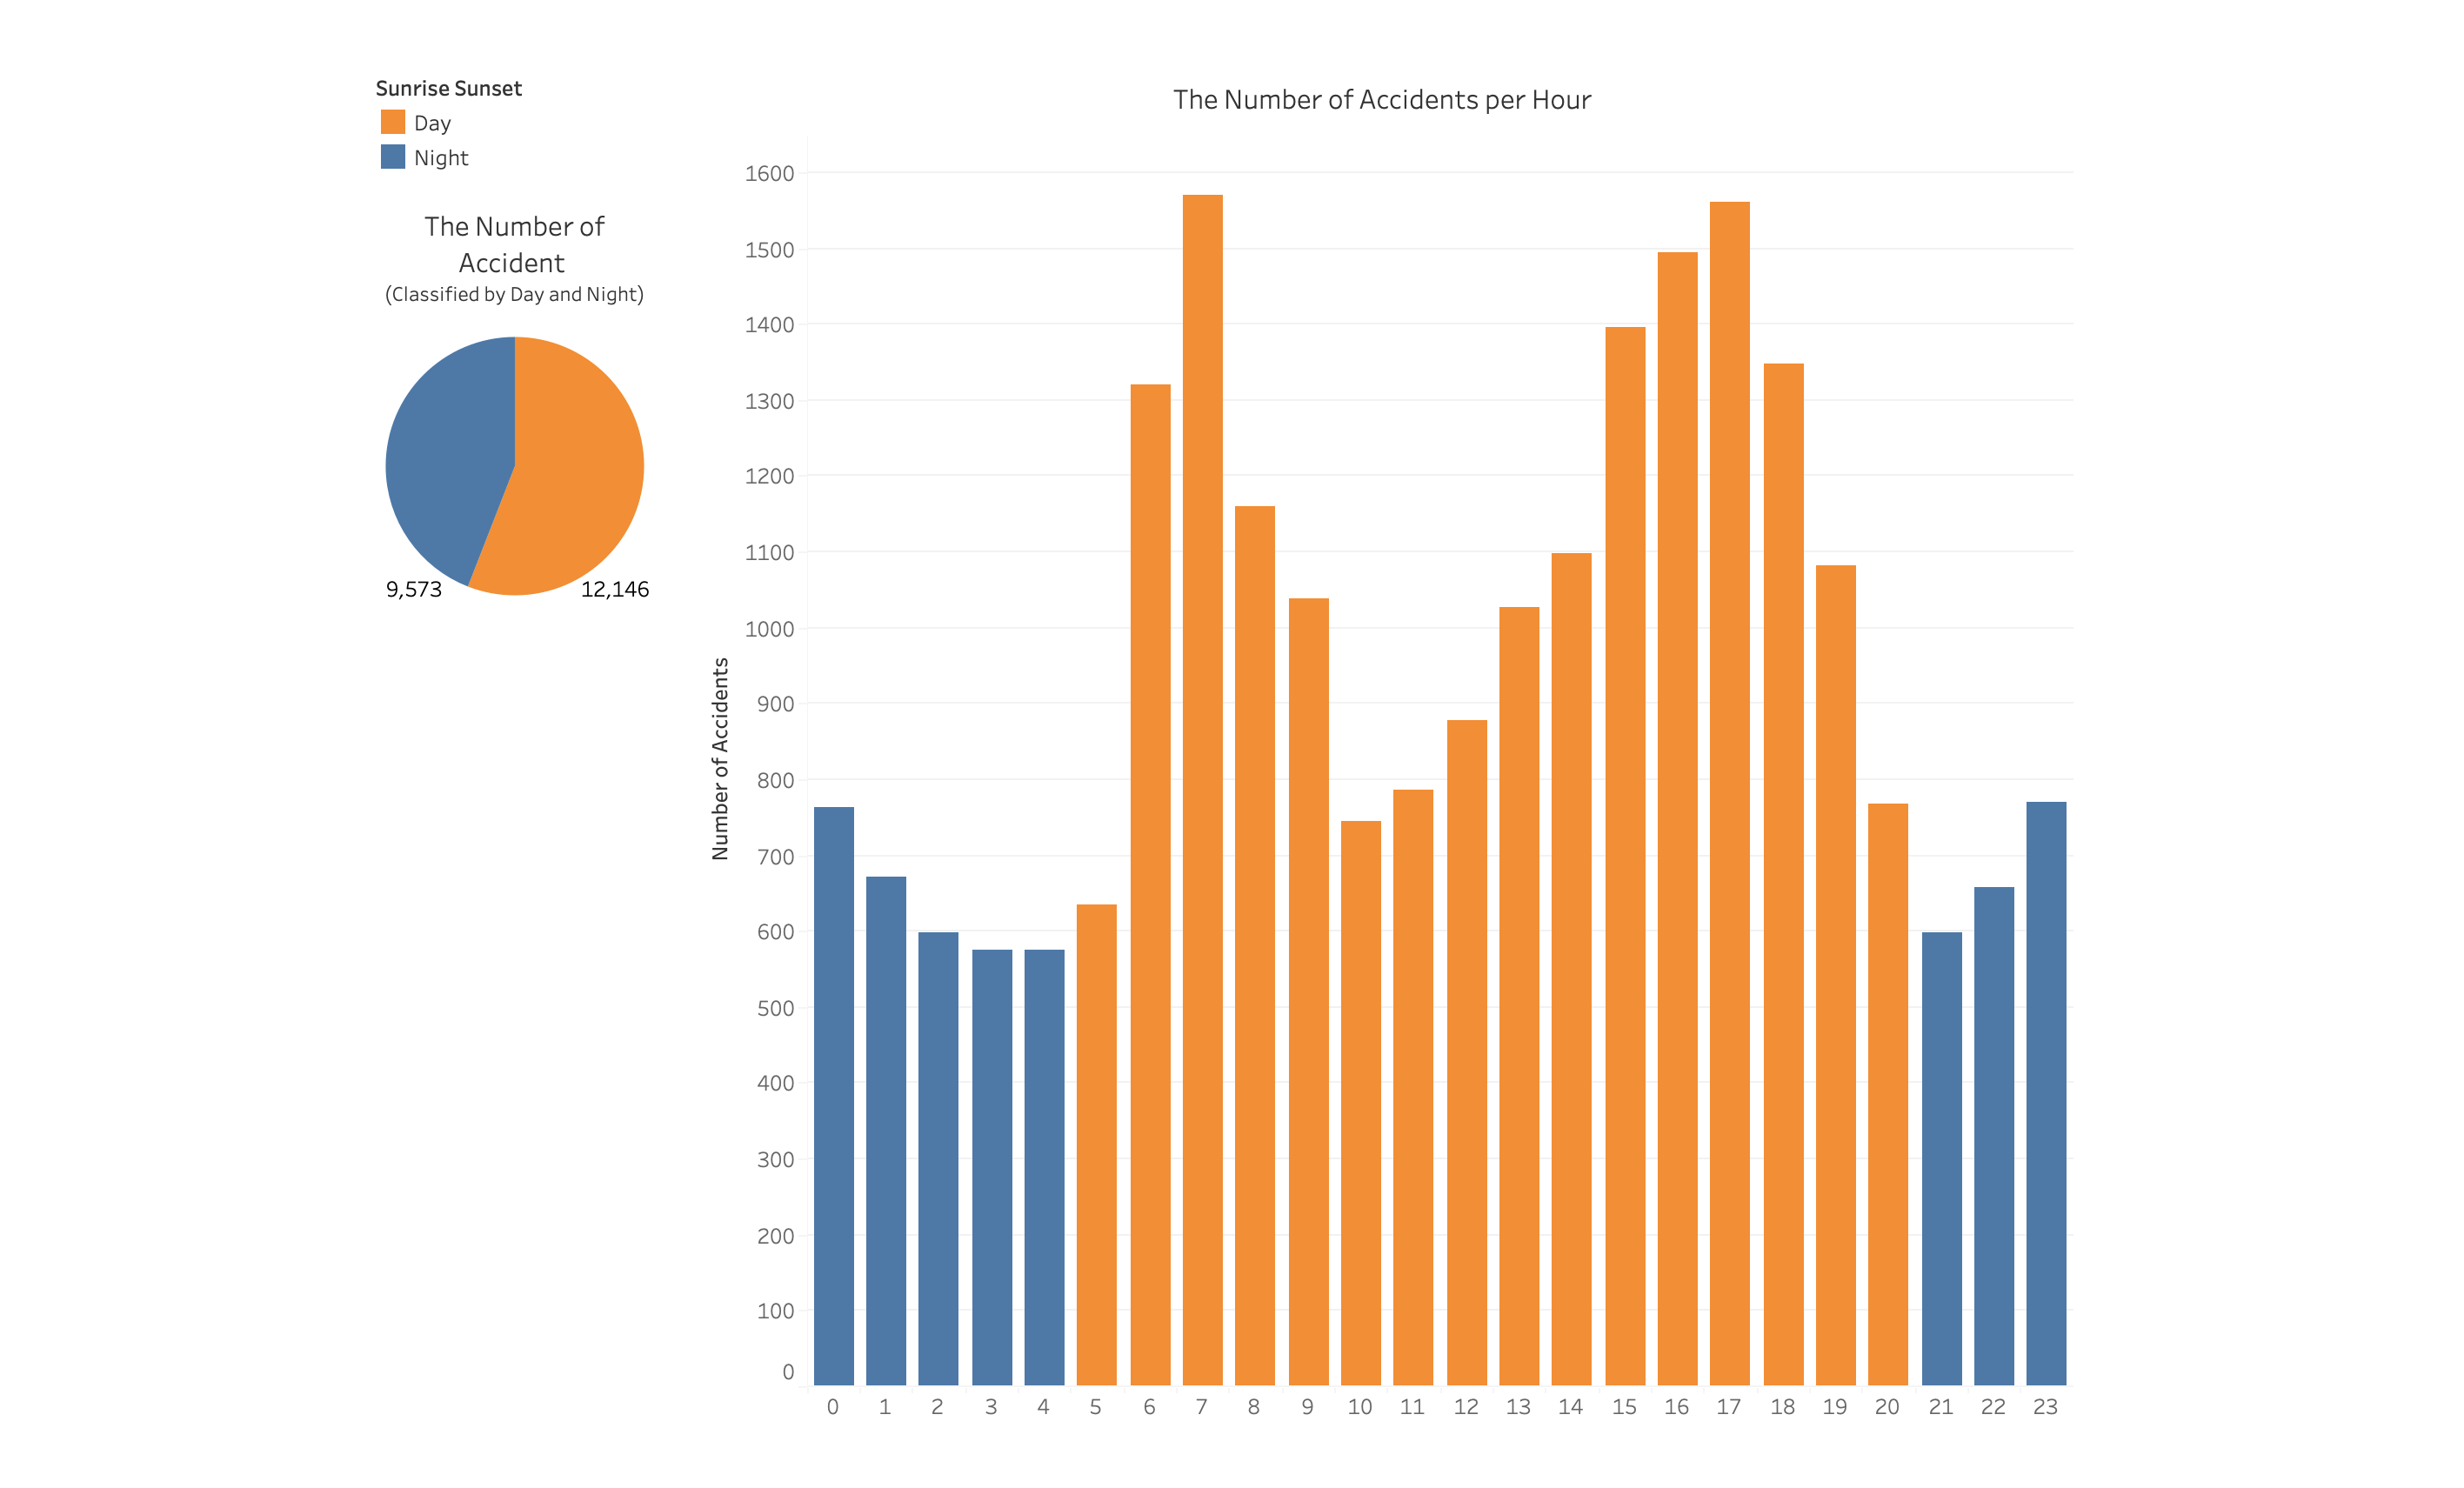 Sunrise Sunset
Day
Night
The Number of
Accident
(Classified by Day and Night)
9,573
12,146
The Number of Accidents per Hour
Number of Accidents
1600
1500
1400
1300
1200
1100
1000
900
800
700
600
500
400
300
200
100
0
0 1 2 3 4 5 6 7 8 9 10 11 12 13 14 15 16 17 18 19 20 21 22 23